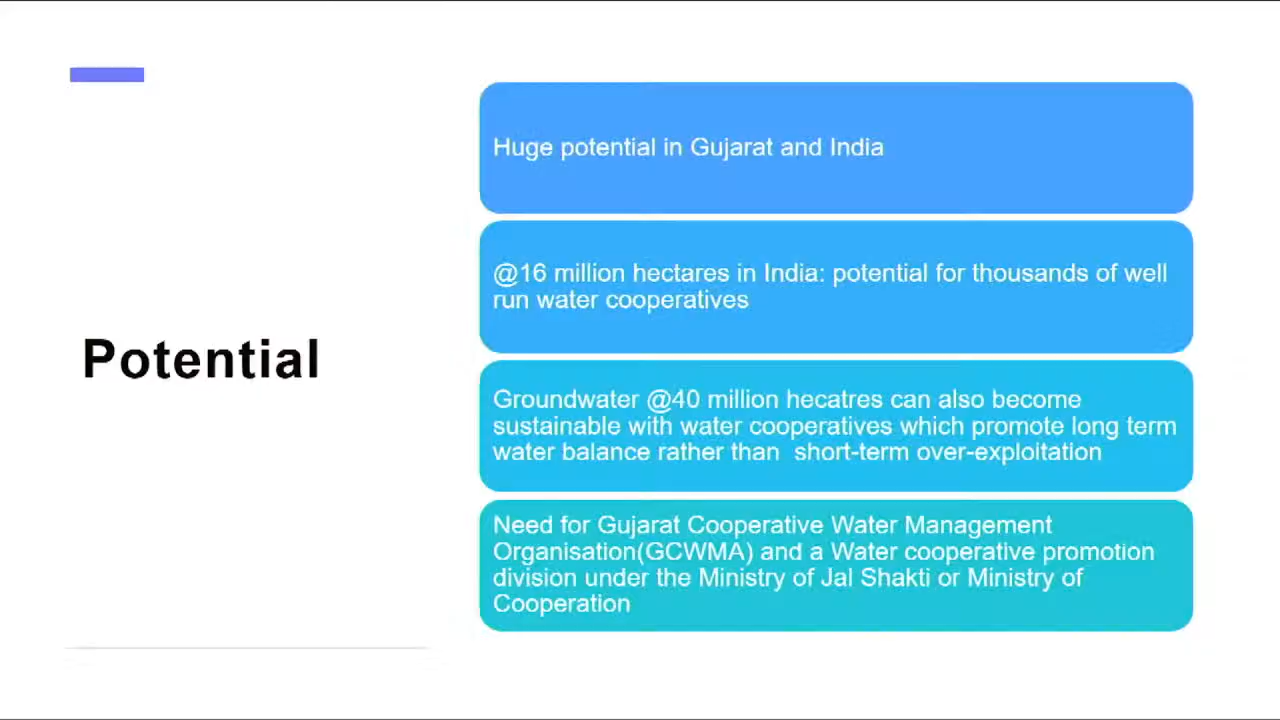 Potential
Huge potential in Gujarat and India
@16 million hectares in India: potential for thousands of well
run water cooperatives
Groundwater @40 million hecatres can also become
sustainable with water cooperatives which promote long term
water balance rather than  short-term over-exploitation
Need for Gujarat Cooperative Water Management
Organisation(GCWMA) and a Water cooperative promotion
division under the Ministry of Jal Shakti or Ministry of
Cooperation